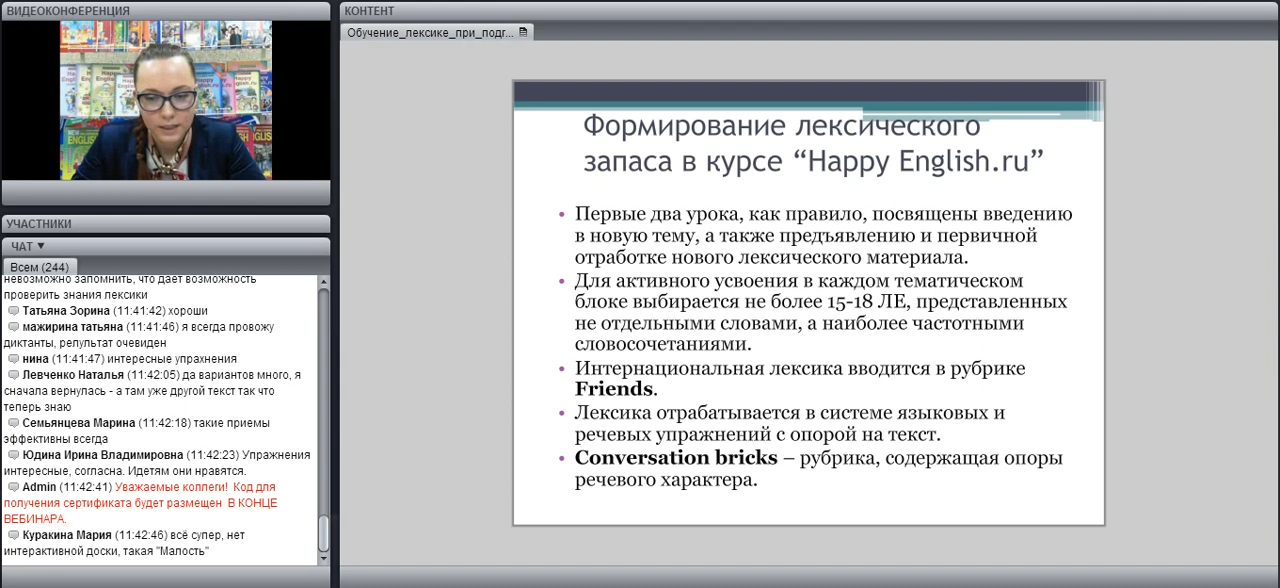 ВИДЕОКОНФЕРЕНЦИЯ
Happy
English
English.ru
УЧАСТНИКИ
ЧАТ ▼
Всем (244)
невозможно запомнить, что дает возможность
проверить знания лексики
Татьяна Зорина (11:41:42) хороши
мажирина татьяна (11:41:46) я всегда провожу
диктанты, репультат очевиден
нина (11:41:47) интересные упрахнения
Левченко Наталья (11:42:05) да вариантов много, я
сначала вернулась - а там уже другой текст так что
теперь знаю
Семьянцева Марина (11:42:18) такие приемы
эффективны всегда
Юдина Ирина Владимировна (11:42:23) Упражнения
интересные, согласна. Идетям они нравятся.
Admin (11:42:41) Уважаемые коллеги! Код для
получения сертификата будет размещен В КОНЦЕ
ВЕБИНАРА.
Куракина Мария (11:42:46) всё супер, нет
интерактивной доски, такая "Малость"
КОНТЕНТ
Обучение_лексике_при_подг...
Формирование лексического
запаса в курсе “Happy English.ru”
• Первые два урока, как правило, посвящены введению
в новую тему, а также предъявлению и первичной
отработке нового лексического материала.
• Для активного усвоения в каждом тематическом
блоке выбирается не более 15-18 ЛЕ, представленных
не отдельными словами, а наиболее частотными
словосочетаниями.
• Интернациональная лексика вводится в рубрике
Friends.
• Лексика отрабатывается в системе языковых и
речевых упражнений с опорой на текст.
• Conversation bricks – рубрика, содержащая опоры
речевого характера.